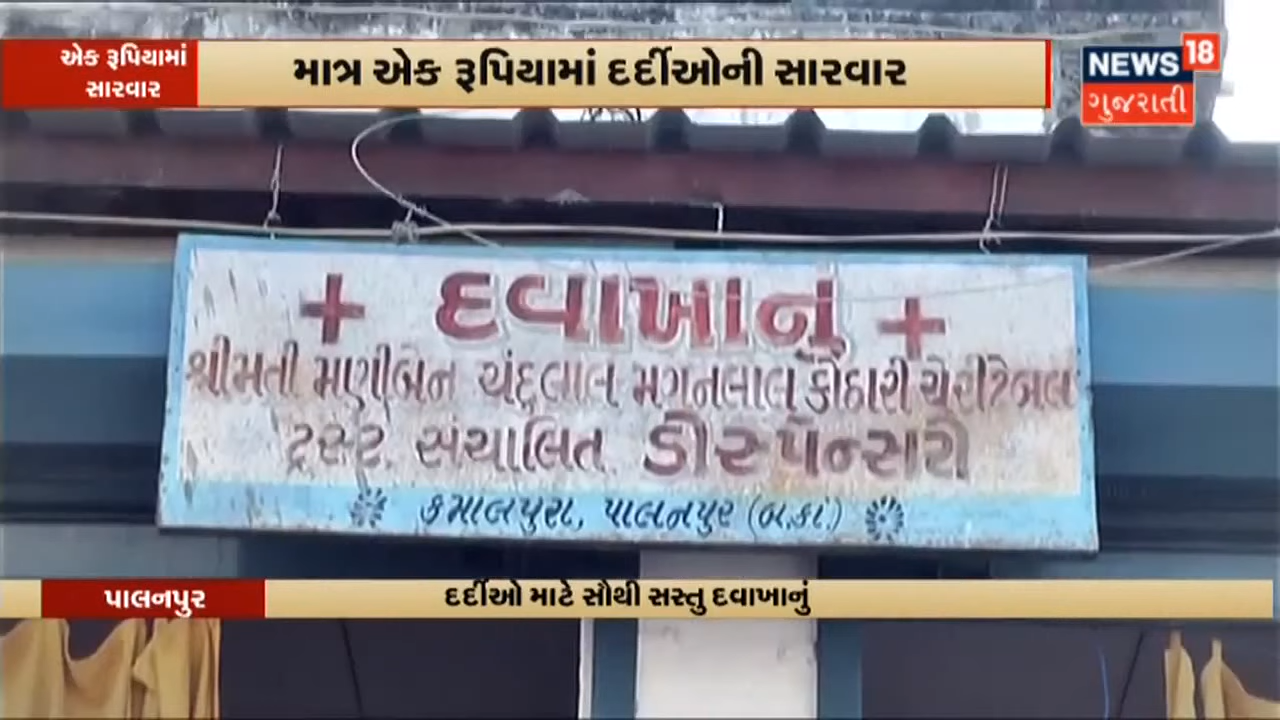 એક રૂપિયામાં
સારવાર
માત્ર એક રૂપિયામાં દર્દીઓની સારવાર
NEWS 18
ગુજરાતી
+ દવાખાનું +
શ્રીમતી મણીબેન ચંદુલાલ મગનલાલ કોઠારી ચેરીટેબલ
ટ્રસ્ટ સંચાલિત ડીસ્પેન્સરી
કમાલપુરા, પાલનપુર (બ.કાં.)
પાલનપુર
દર્દીઓ માટે સૌથી સસ્તુ દવાખાનું